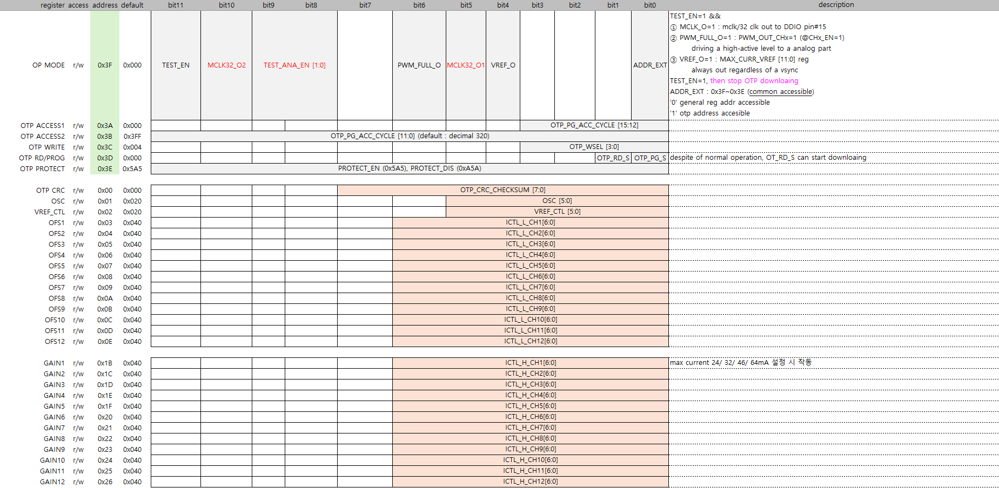 register access address default bit11 bit10 bit9 bit8 bit7 bit6 bit5 bit4 bit3 bit2 bit1 bit0 description
OP MODE r/w 0x3F 0x000 TEST_EN MCLK32_O2 TEST_ANA_EN [1:0] PWM_FULL_O MCLK32_O1 VREF_O ADDR_EXT
TEST_EN=1 &&
① MCLK_O=1 : mclk/32 clk out to DDIO pin#15
② PWM_FULL_O=1 : PWM_OUT_CHx=1 (@CHx_EN=1)
driving a high-active level to a analog part
③ VREF_O=1 : MAX_CURR_VREF [11:0] reg
always out regardless of a vsync
TEST_EN=1, then stop OTP downloaing
ADDR_EXT : 0x3F~0x3E (common accessible)
'0' general reg addr accessible
'1' otp address accesible
OTP ACCESS1 r/w 0x3A 0x000 OTP_PG_ACC_CYCLE [15:12]
OTP ACCESS2 r/w 0x3B 0x3FF OTP_PG_ACC_CYCLE [11:0] (default : decimal 320)
OTP WRITE r/w 0x3C 0x004 OTP_WSEL [3:0]
OTP RD/PROG r/w 0x3D 0x000 OTP_RD_S OTP_PG_S despite of normal operation, OT_RD_S can start downloaing
OTP PROTECT r/w 0x3E 0x5A5 PROTECT_EN (0x5A5), PROTECT_DIS (0xA5A)
OTP CRC r/w 0x00 0x000 OTP_CRC_CHECKSUM [7:0]
OSC r/w 0x01 0x020 OSC [5:0]
VREF_CTL r/w 0x02 0x020 VREF_CTL [5:0]
OFS1 r/w 0x03 0x040 ICTL_L_CH1[6:0]
OFS2 r/w 0x04 0x040 ICTL_L_CH2[6:0]
OFS3 r/w 0x05 0x040 ICTL_L_CH3[6:0]
OFS4 r/w 0x06 0x040 ICTL_L_CH4[6:0]
OFS5 r/w 0x07 0x040 ICTL_L_CH5[6:0]
OFS6 r/w 0x08 0x040 ICTL_L_CH6[6:0]
OFS7 r/w 0x09 0x040 ICTL_L_CH7[6:0]
OFS8 r/w 0x0A 0x040 ICTL_L_CH8[6:0]
OFS9 r/w 0x0B 0x040 ICTL_L_CH9[6:0]
OFS10 r/w 0x0C 0x040 ICTL_L_CH10[6:0]
OFS11 r/w 0x0D 0x040 ICTL_L_CH11[6:0]
OFS12 r/w 0x0E 0x040 ICTL_L_CH12[6:0]
GAIN1 r/w 0x1B 0x040 ICTL_H_CH1[6:0] max current 24/ 32/ 46/ 64mA 설정 시 작동
GAIN2 r/w 0x1C 0x040 ICTL_H_CH2[6:0]
GAIN3 r/w 0x1D 0x040 ICTL_H_CH3[6:0]
GAIN4 r/w 0x1E 0x040 ICTL_H_CH4[6:0]
GAIN5 r/w 0x1F 0x040 ICTL_H_CH5[6:0]
GAIN6 r/w 0x20 0x040 ICTL_H_CH6[6:0]
GAIN7 r/w 0x21 0x040 ICTL_H_CH7[6:0]
GAIN8 r/w 0x22 0x040 ICTL_H_CH8[6:0]
GAIN9 r/w 0x23 0x040 ICTL_H_CH9[6:0]
GAIN10 r/w 0x24 0x040 ICTL_H_CH10[6:0]
GAIN11 r/w 0x25 0x040 ICTL_H_CH11[6:0]
GAIN12 r/w 0x26 0x040 ICTL_H_CH12[6:0]